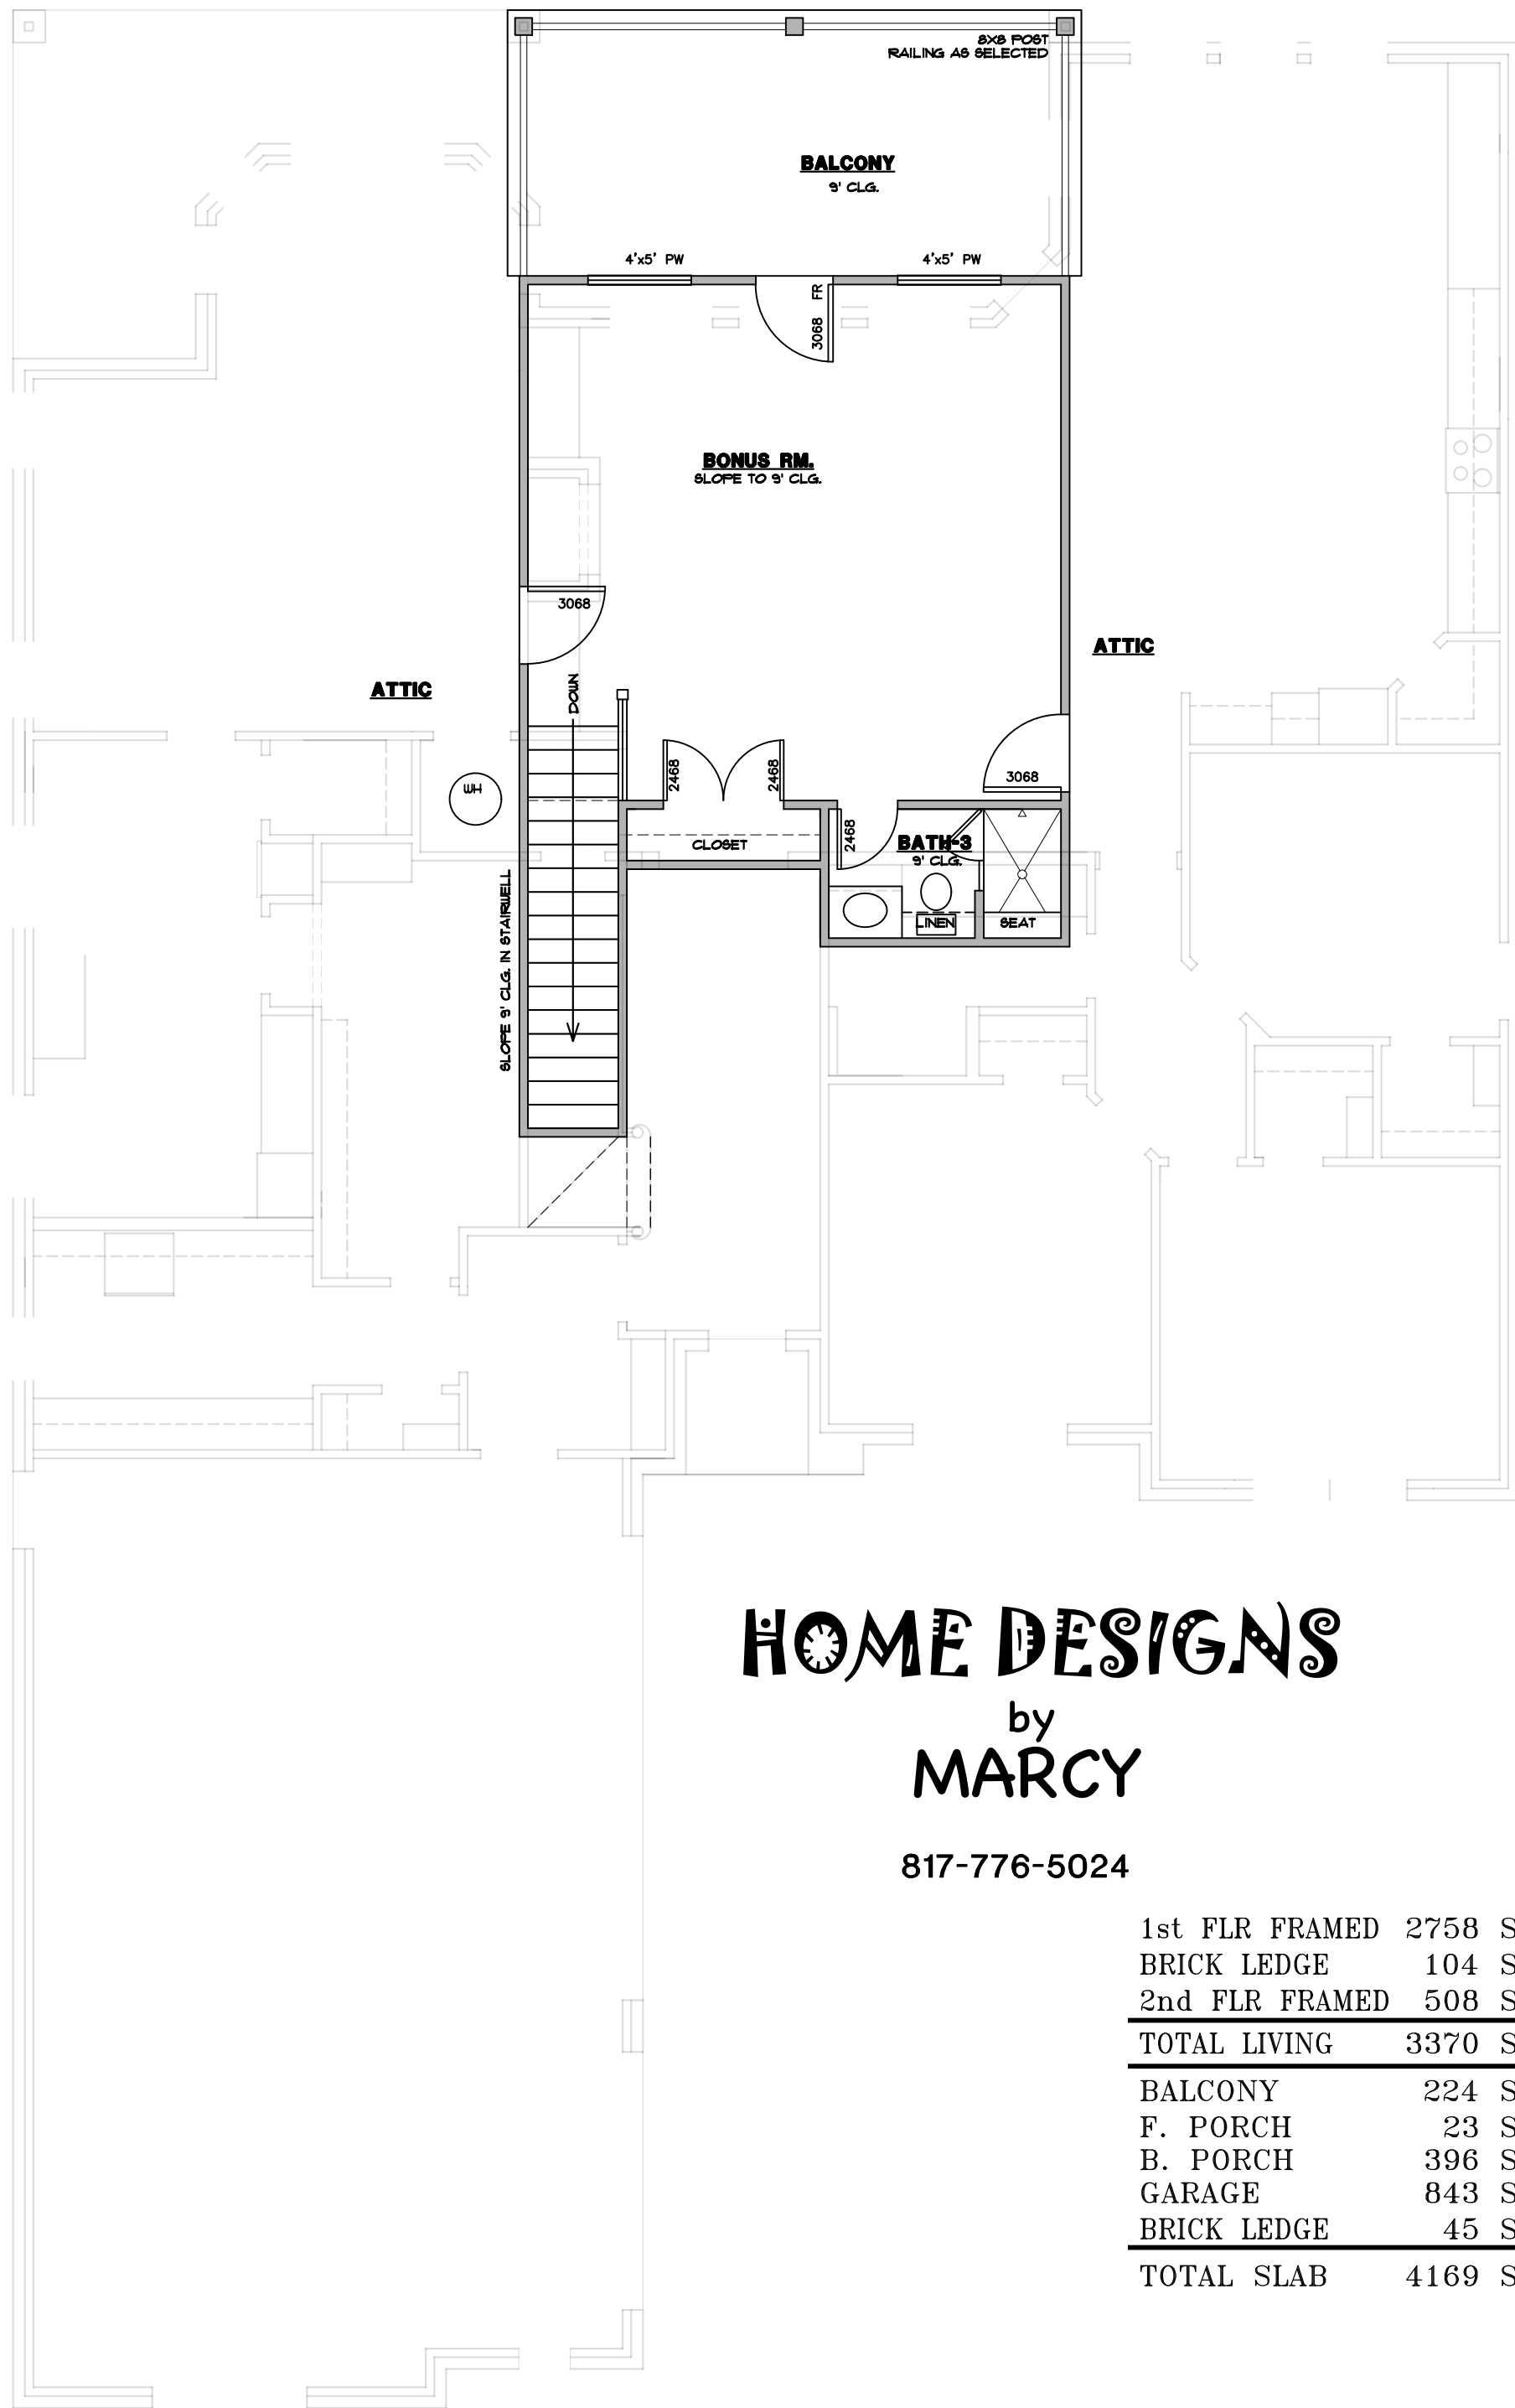 8X8 POST
RAILING AS SELECTED
BALCONY
9' CLG.
4'x5' PW
4'x5' PW
3068 FR
BONUS RM.
SLOPE TO 9' CLG.
3068
ATTIC
ATTIC
DOWN
WH
2468
2468
3068
CLOSET
2468
BATH-3
9' CLG.
LINEN
SEAT
SLOPE 9' CLG. IN STAIRWELL
HOME DESIGNS
by
MARCY
817-776-5024
1st FLR FRAMED 2758 S
BRICK LEDGE 104 S
2nd FLR FRAMED 508 S
TOTAL LIVING 3370 S
BALCONY 224 S
F. PORCH 23 S
B. PORCH 396 S
GARAGE 843 S
BRICK LEDGE 45 S
TOTAL SLAB 4169 S